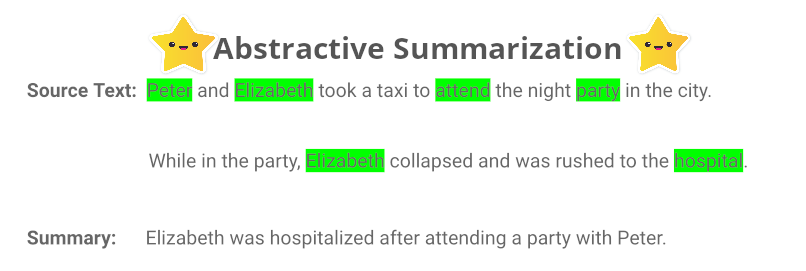 Abstractive Summarization
Source Text: Peter and Elizabeth took a taxi to attend the night party in the city.
While in the party, Elizabeth collapsed and was rushed to the hospital.
Summary: Elizabeth was hospitalized after attending a party with Peter.